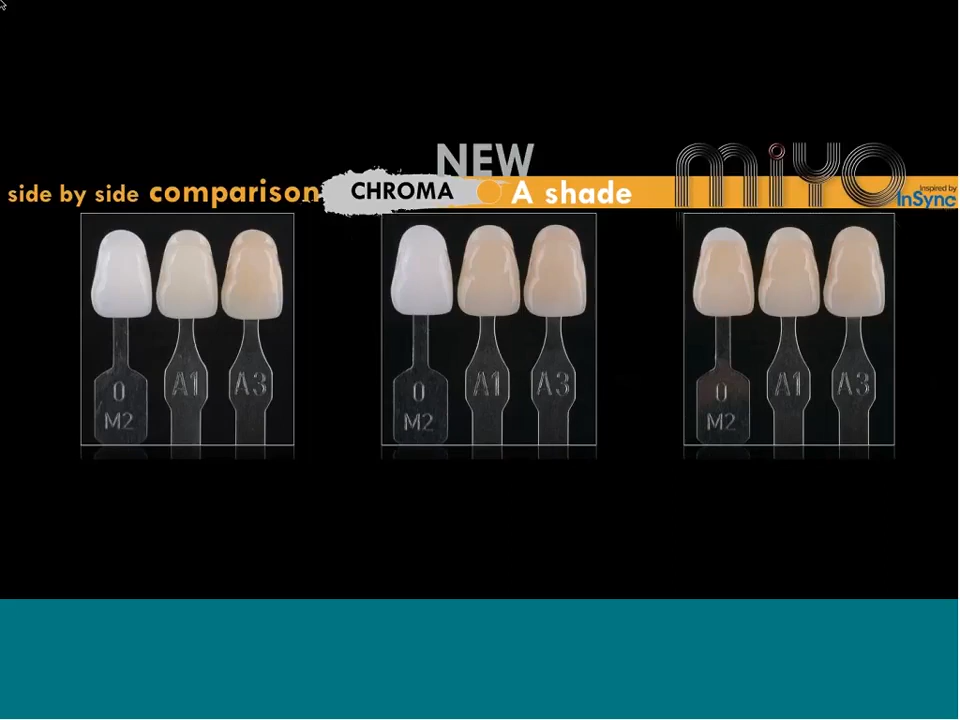 NEW
side by side comparison CHROMA A shade miyo Inspired by InSync
0 M2 A1 A3
0 M2 A1 A3
0 M2 A1 A3